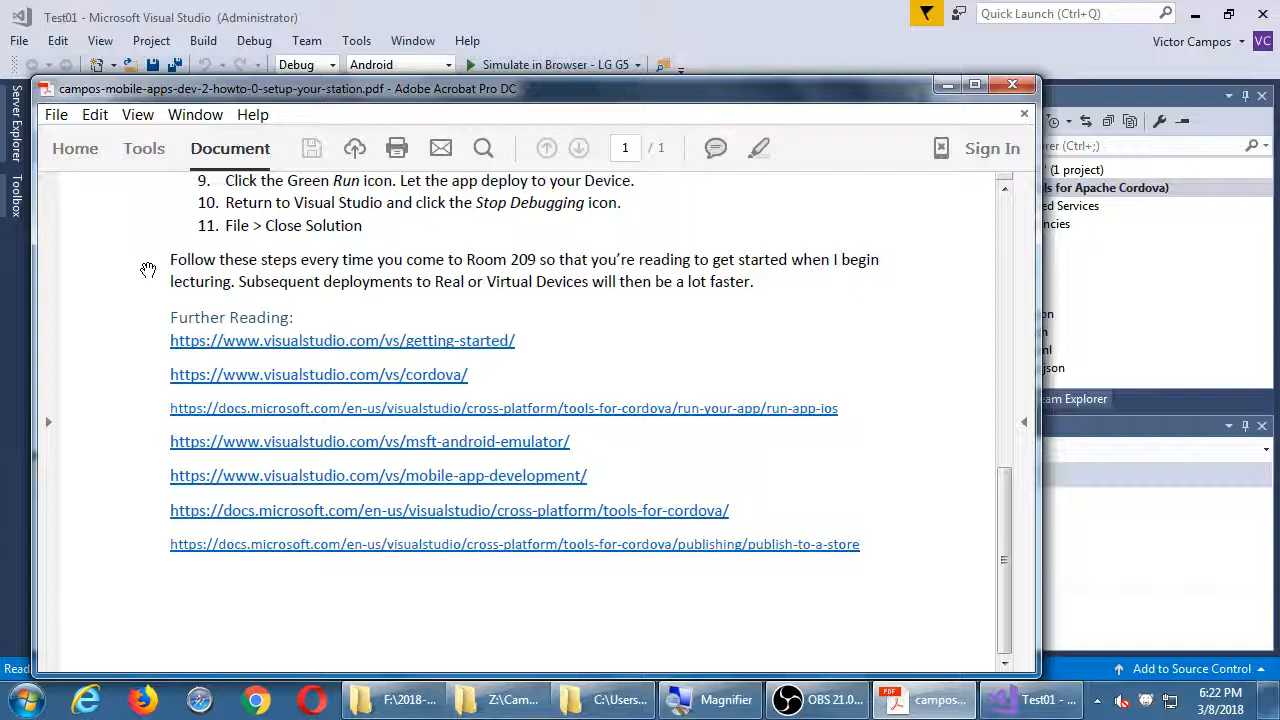 Test01 - Microsoft Visual Studio (Administrator)
Quick Launch (Ctrl+Q)
File Edit View Project Build Debug Team Tools Window Help
Victor Campos VC
Debug Android Simulate in Browser - LG G5
campos-mobile-apps-dev-2-howto-0-setup-your-station.pdf - Adobe Acrobat Pro DC
File Edit View Window Help
Home Tools Document 1 / 1 Sign In
Server Explorer
Toolbox
9. Click the Green Run icon. Let the app deploy to your Device.
10. Return to Visual Studio and click the Stop Debugging icon.
11. File > Close Solution
Follow these steps every time you come to Room 209 so that you're reading to get started when I begin
lecturing. Subsequent deployments to Real or Virtual Devices will then be a lot faster.
Further Reading:
https://www.visualstudio.com/vs/getting-started/
https://www.visualstudio.com/vs/cordova/
https://docs.microsoft.com/en-us/visualstudio/cross-platform/tools-for-cordova/run-your-app/run-app-ios
https://www.visualstudio.com/vs/msft-android-emulator/
https://www.visualstudio.com/vs/mobile-app-development/
https://docs.microsoft.com/en-us/visualstudio/cross-platform/tools-for-cordova/
https://docs.microsoft.com/en-us/visualstudio/cross-platform/tools-for-cordova/publishing/publish-to-a-store
(Ctrl+;)
(1 project)
for Apache Cordova)
Services
json
Explorer
Add to Source Control
F:\2018-... Z:\Cam... C:\Users... Magnifier OBS 21.0... PDF campos... Test01 - ...
6:22 PM
3/8/2018